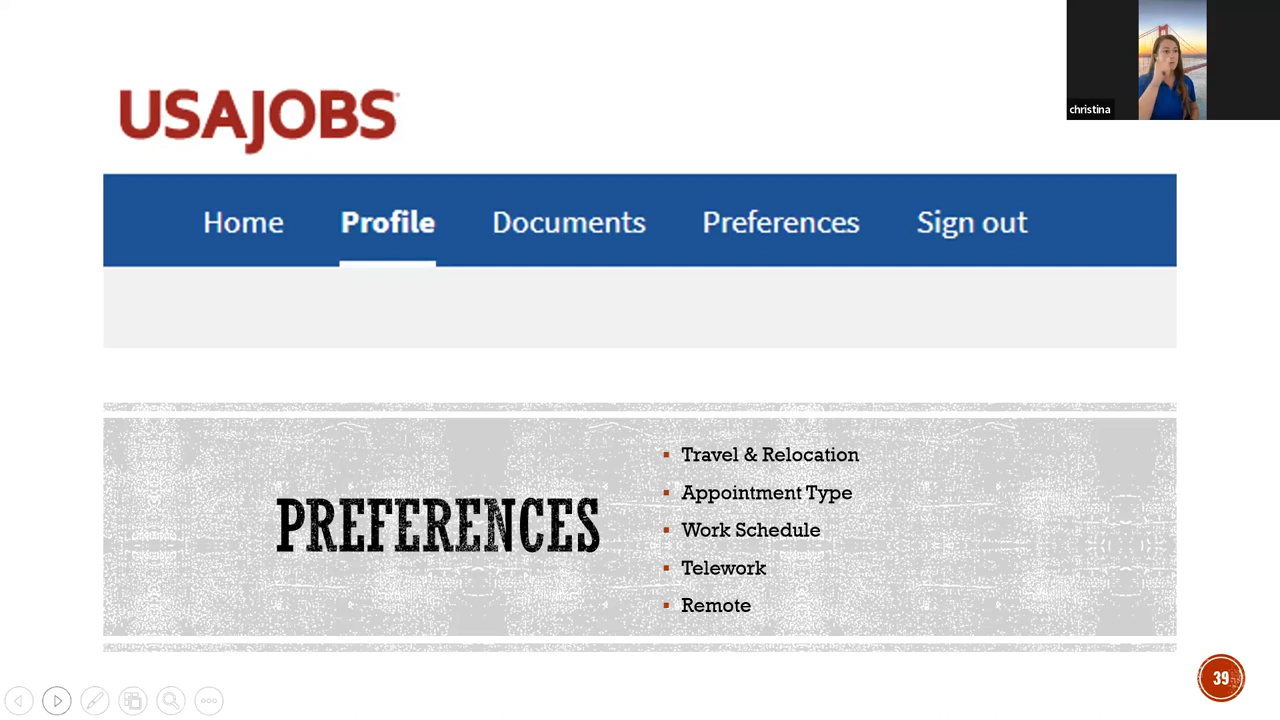 christina
USAJOBS
Home Profile Documents Preferences Sign out
PREFERENCES
Travel & Relocation
Appointment Type
Work Schedule
Telework
Remote
39